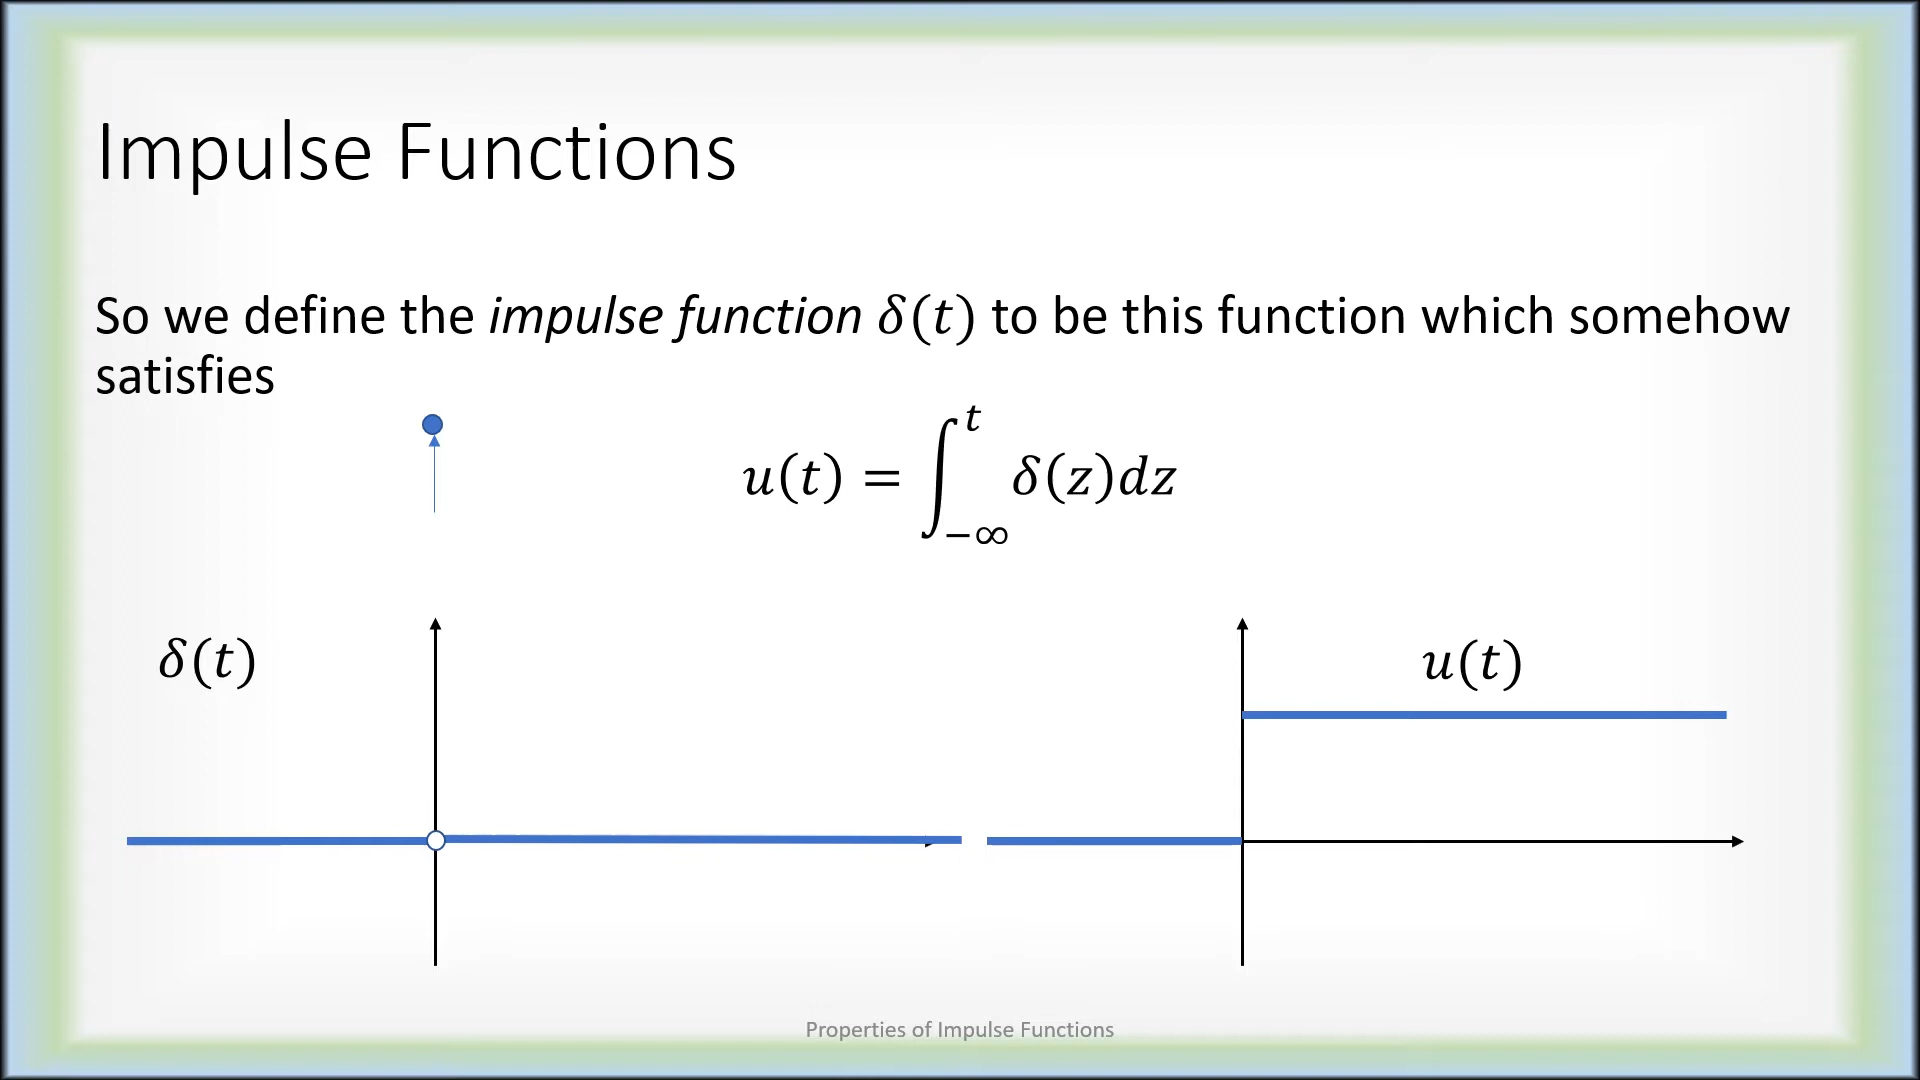 Impulse Functions
So we define the impulse function δ(t) to be this function which somehow
satisfies
u(t) = ∫_{-∞}^{t} δ(z)dz
δ(t)
u(t)
Properties of Impulse Functions